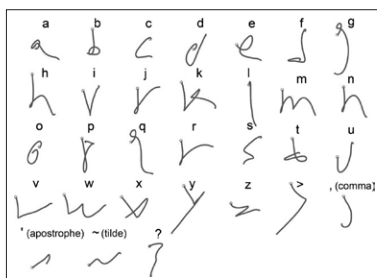 a b c d e f g
h i j k l m n
o p q r s t u
v w x y z > , (comma)
' (apostrophe) ~ (tilde) ?